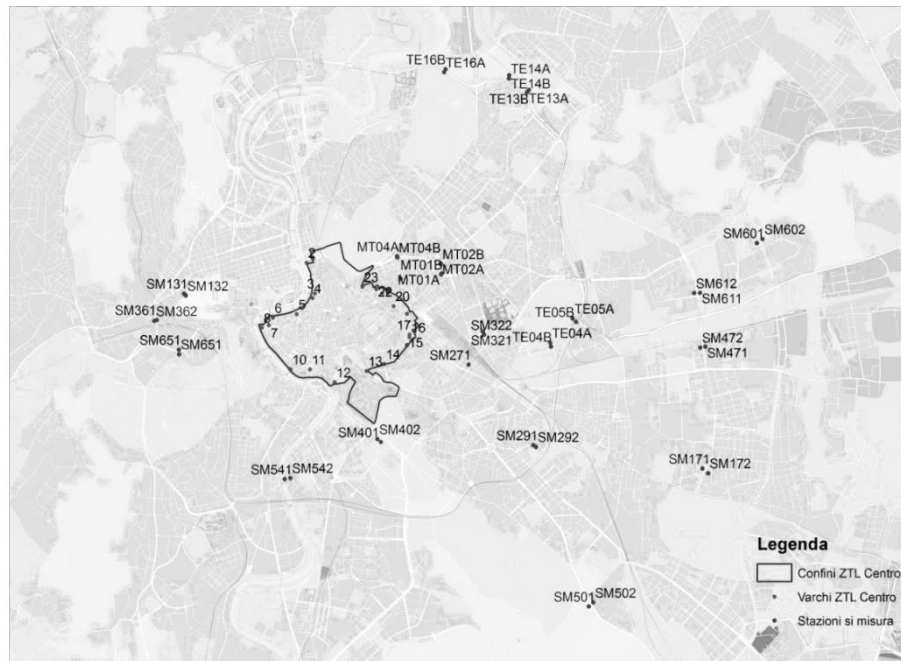 TE16B TE16A
TE14A
TE14B
TE13B TE13A
SM601 SM602
2
MT04A MT04B
MT02B
MT01B
MT02A
MT01A
23
22
SM131 SM132
3
4
SM612
SM611
20
5
6
SM361 SM362
8
7
17
16
15
TE05B TE05A
SM322
SM321
TE04B TE04A
SM651 SM651
SM472
SM471
14
13
SM271
10
11
12
SM401 SM402
SM291 SM292
SM171 SM172
SM541 SM542
Legenda
Confini ZTL Centro
Varchi ZTL Centro
Stazioni si misura
SM501 SM502